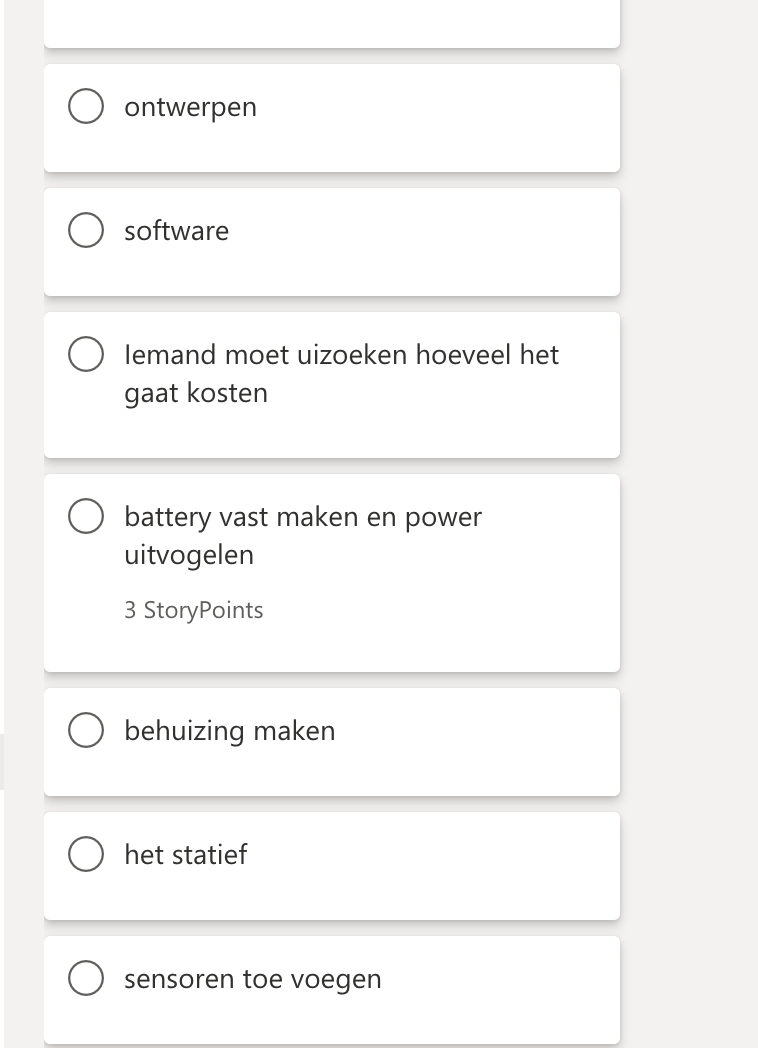 ontwerpen
software
Iemand moet uizoeken hoeveel het
gaat kosten
battery vast maken en power
uitvogelen
3 StoryPoints
behuizing maken
het statief
sensoren toe voegen